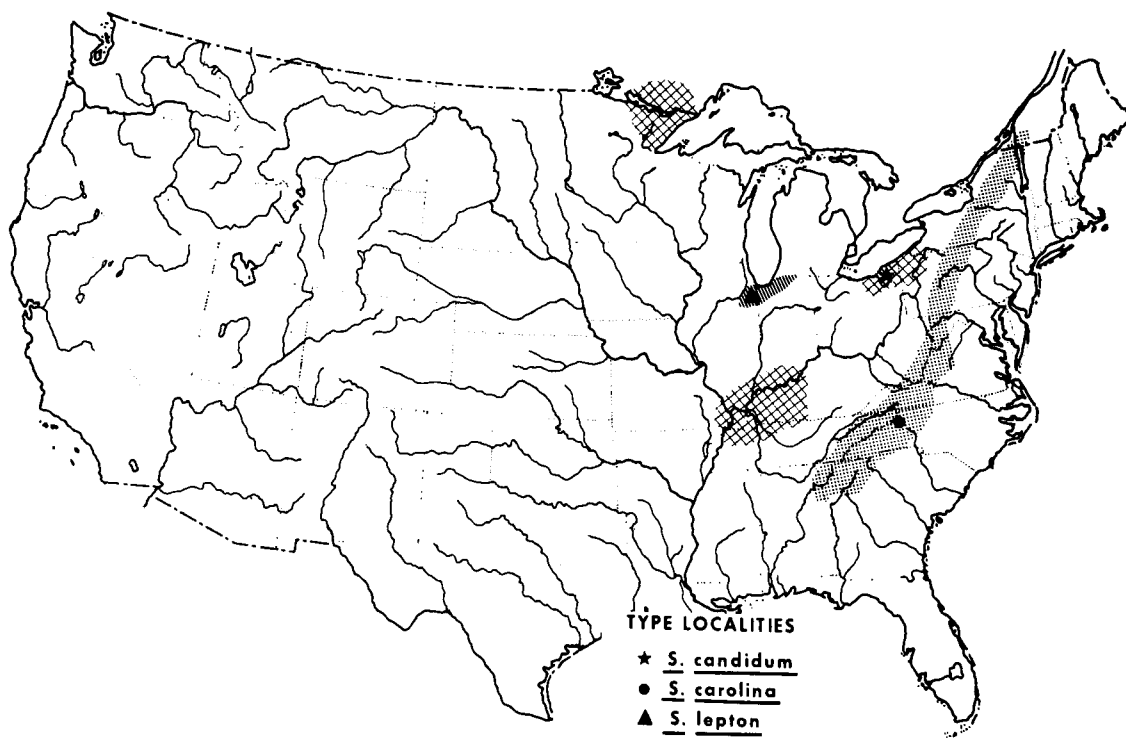 TYPE LOCALITIES
★ S. candidum
● S. carolina
▲ S. lepton